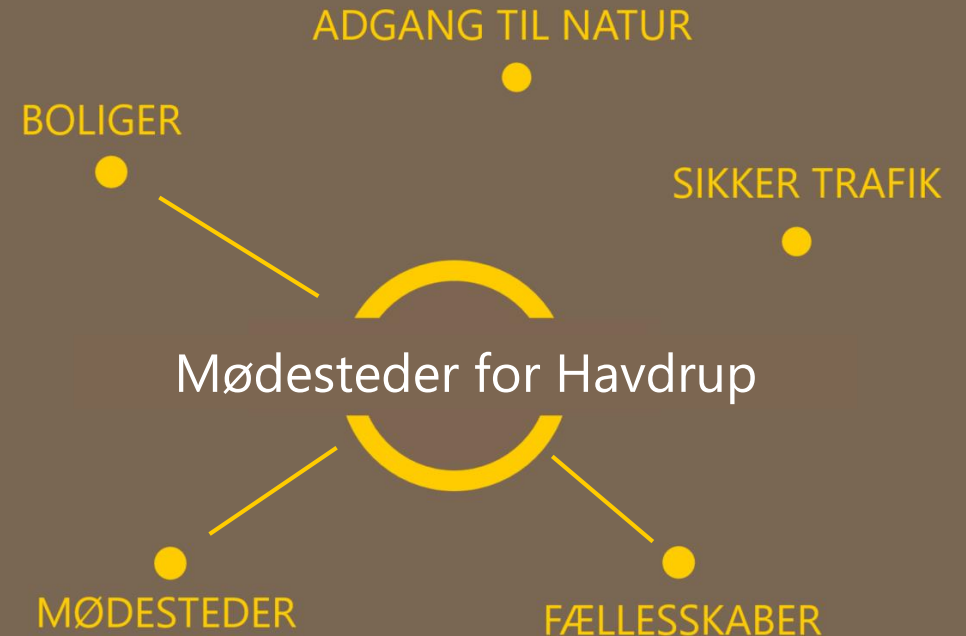 ADGANG TIL NATUR
BOLIGER
SIKKER TRAFIK
Mødesteder for Havdrup
MØDESTEDER
FÆLLESSKABER